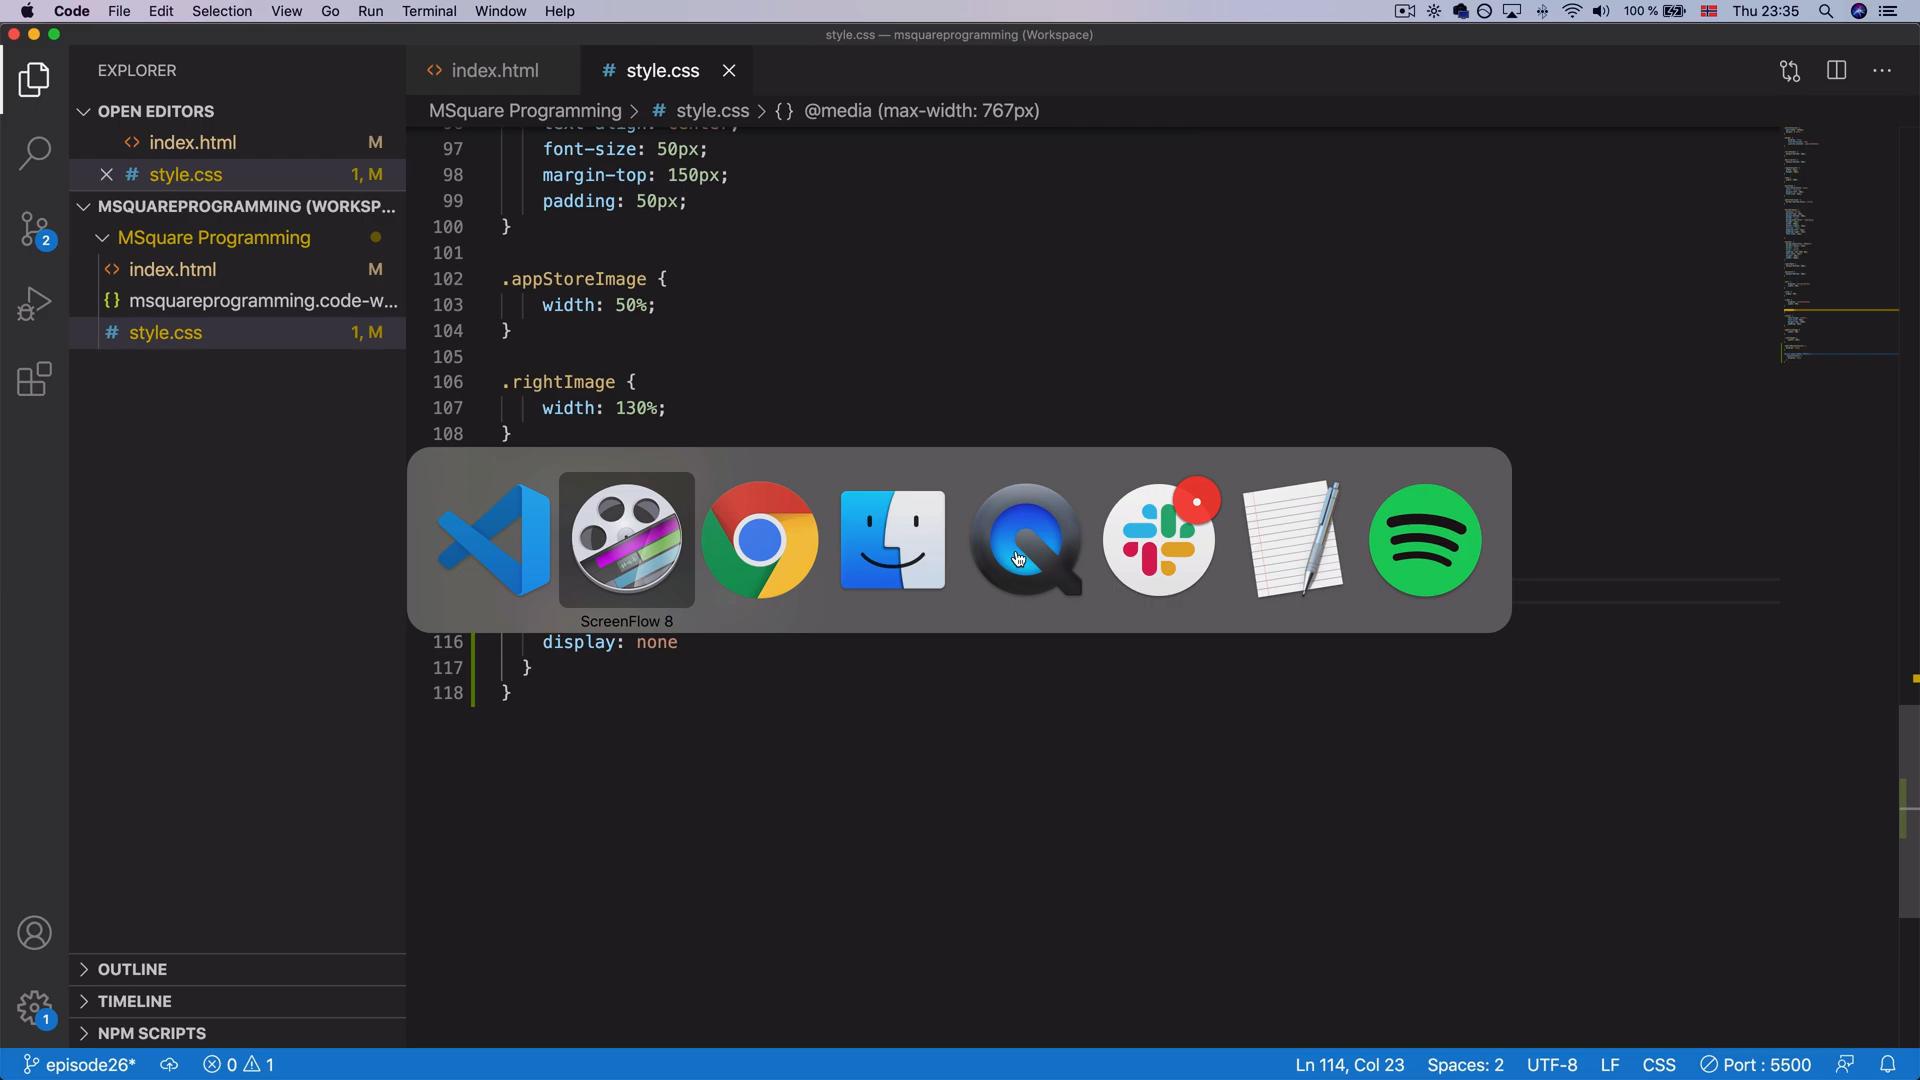 Code File Edit Selection View Go Run Terminal Window Help 100 % Thu 23:35
style.css — msquareprogramming (Workspace)
EXPLORER
index.html
# style.css
MSquare Programming > # style.css > {} @media (max-width: 767px)
OPEN EDITORS
index.html M
# style.css 1, M
MSQUAREPROGRAMMING (WORKSP...
MSquare Programming
index.html M
{} msquareprogramming.code-w...
# style.css 1, M
text-align: center;
97 font-size: 50px;
98 margin-top: 150px;
99 padding: 50px;
100 }
101
102 .appStoreImage {
103 width: 50%;
104 }
105
106 .rightImage {
107 width: 130%;
108 }
ScreenFlow 8
116 display: none
117 }
118 }
2
1
OUTLINE
TIMELINE
NPM SCRIPTS
episode26* 0 1 Ln 114, Col 23 Spaces: 2 UTF-8 LF CSS Port : 5500